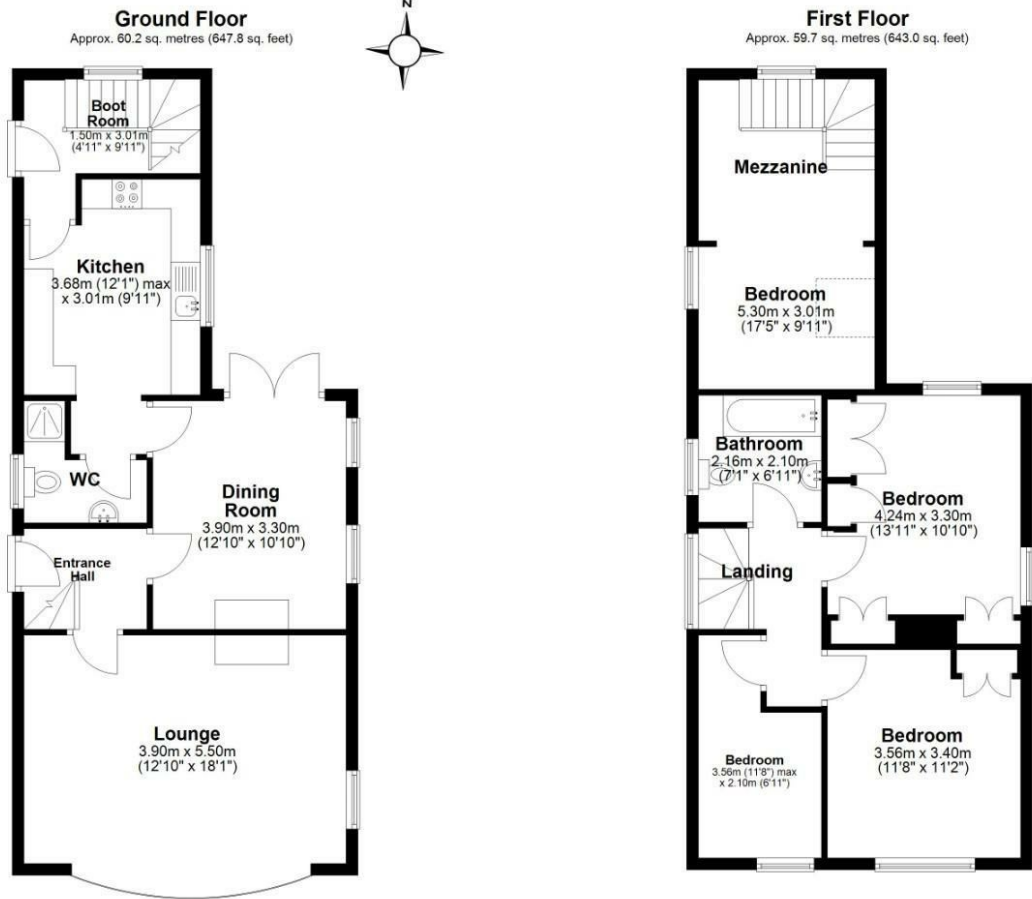 Ground Floor
Approx. 60.2 sq. metres (647.8 sq. feet)
N
Boot
Room
1.50m x 3.01m
(4'11" x 9'11")
Kitchen
3.68m (12'1") max
x 3.01m (9'11")
WC
Dining
Room
3.90m x 3.30m
(12'10" x 10'10")
Entrance
Hall
Lounge
3.90m x 5.50m
(12'10" x 18'1")
First Floor
Approx. 59.7 sq. metres (643.0 sq. feet)
Mezzanine
Bedroom
5.30m x 3.01m
(17'5" x 9'11")
Bathroom
2.16m x 2.10m
(7'1" x 6'11")
Bedroom
4.24m x 3.30m
(13'11" x 10'10")
Landing
Bedroom
3.56m (11'8") max
x 2.10m (6'11")
Bedroom
3.56m x 3.40m
(11'8" x 11'2")